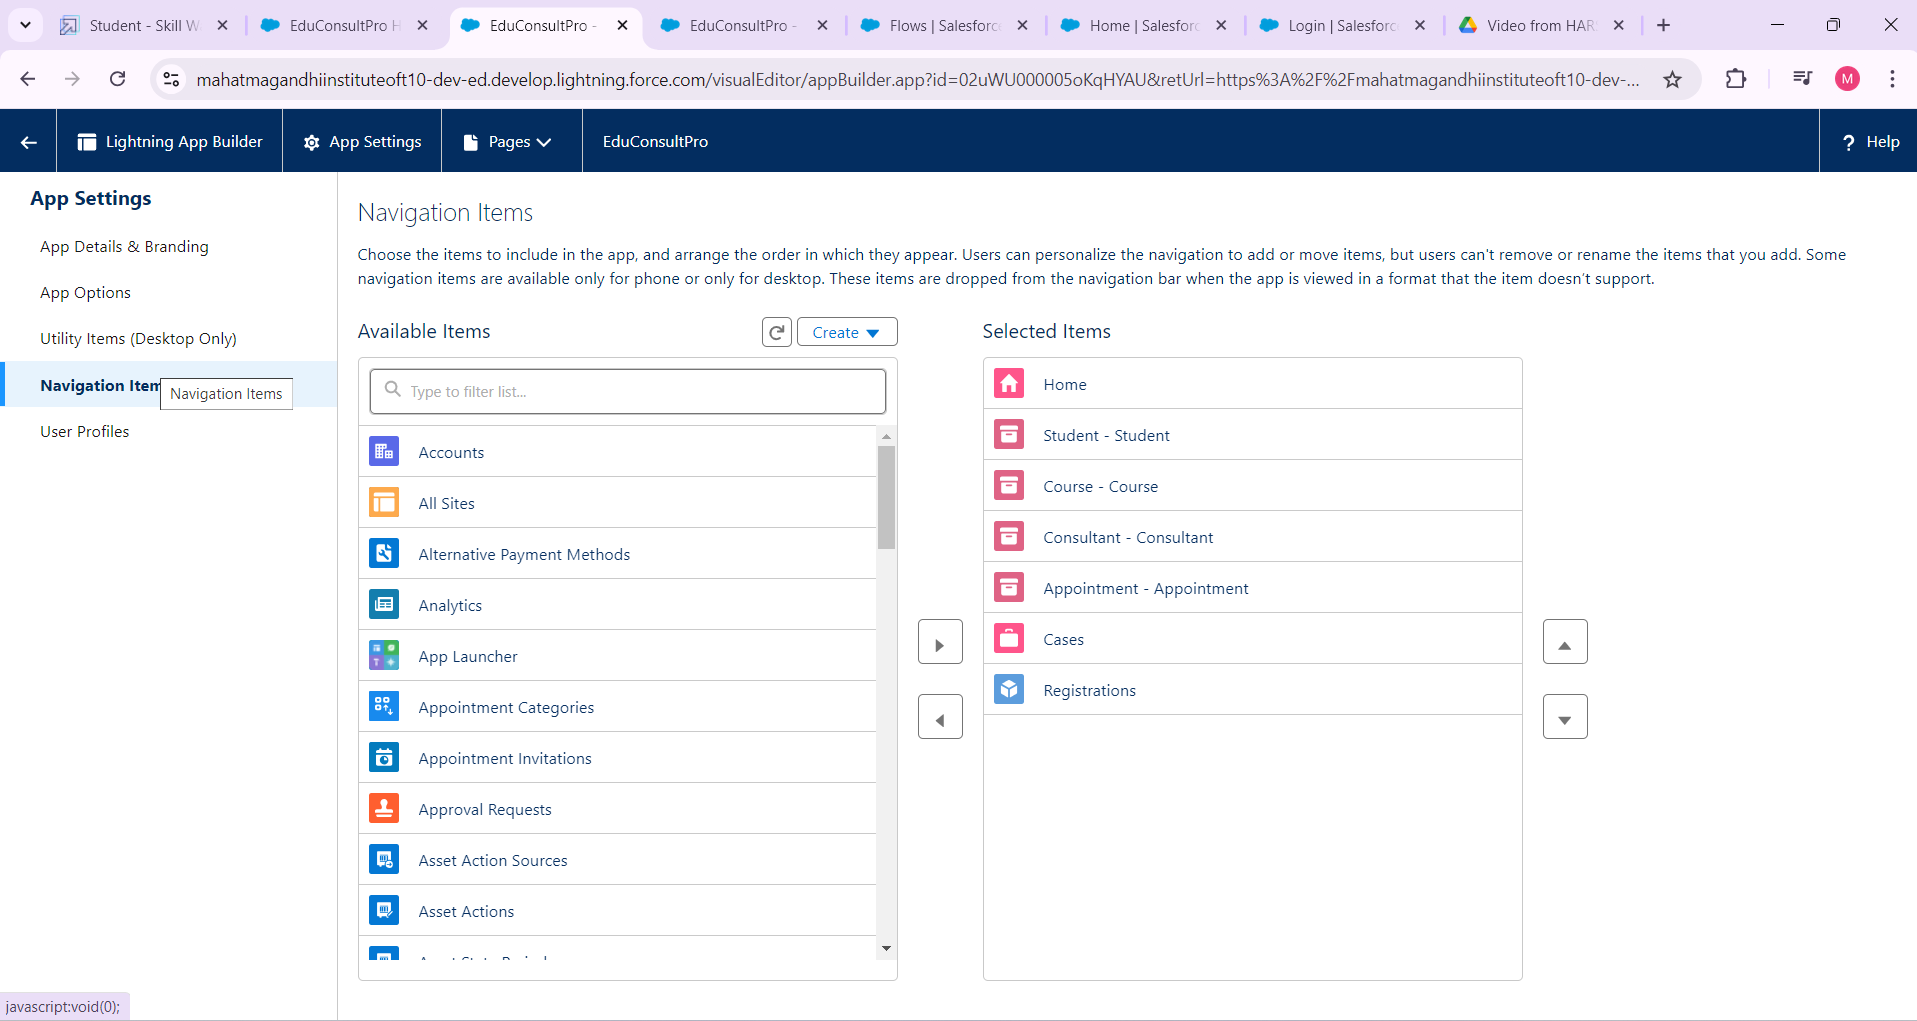 Student - Skill W
EduConsultPro H
EduConsultPro -
EduConsultPro -
Flows | Salesforc
Home | Salesforc
Login | Salesforc
Video from HAR
mahatmagandhiinstituteoft10-dev-ed.develop.lightning.force.com/visualEditor/appBuilder.app?id=02uWU000005oKqHYAU&retUrl=https%3A%2F%2Fmahatmagandhiinstituteoft10-dev-...
M
Lightning App Builder
App Settings
Pages
EduConsultPro
? Help
App Settings
App Details & Branding
App Options
Utility Items (Desktop Only)
Navigation Item
Navigation Items
User Profiles
Navigation Items
Choose the items to include in the app, and arrange the order in which they appear. Users can personalize the navigation to add or move items, but users can't remove or rename the items that you add. Some
navigation items are available only for phone or only for desktop. These items are dropped from the navigation bar when the app is viewed in a format that the item doesn't support.
Available Items
Create
Type to filter list...
Accounts
All Sites
Alternative Payment Methods
Analytics
App Launcher
Appointment Categories
Appointment Invitations
Approval Requests
Asset Action Sources
Asset Actions
Selected Items
Home
Student - Student
Course - Course
Consultant - Consultant
Appointment - Appointment
Cases
Registrations
javascript:void(0);